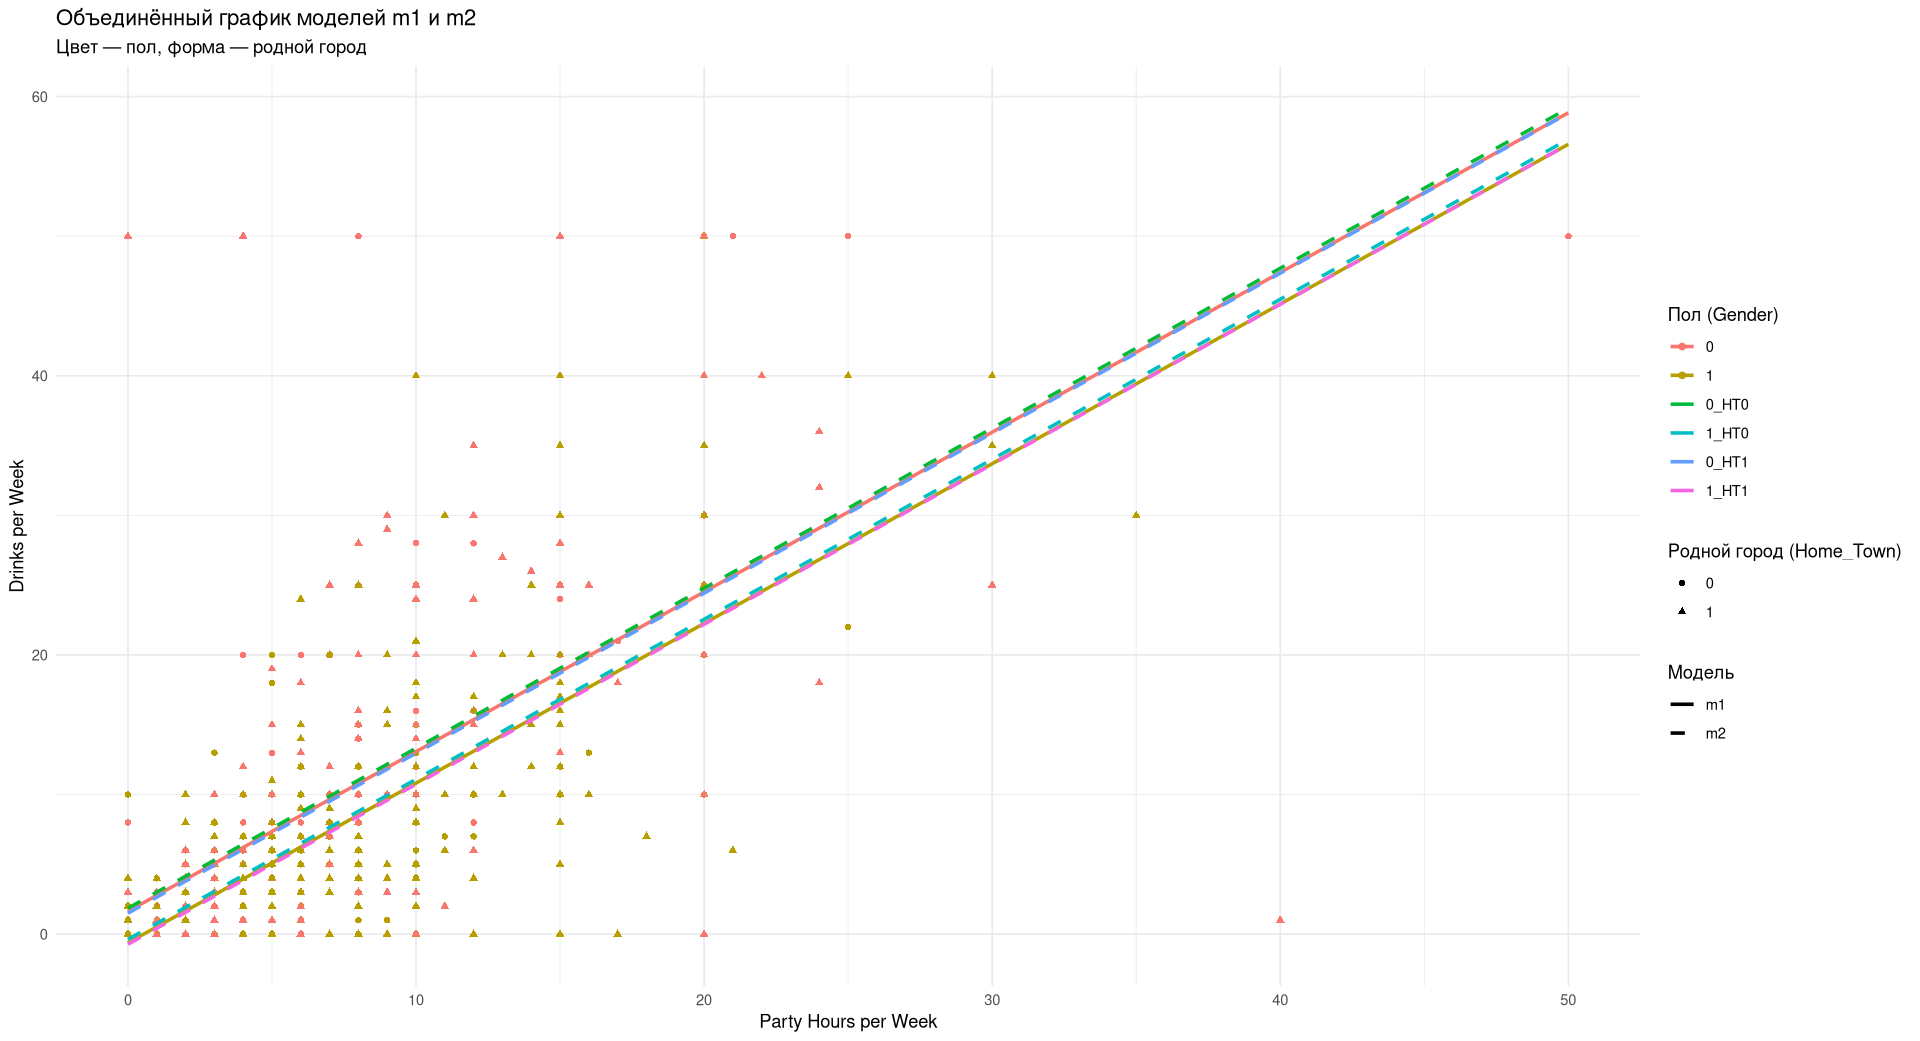 Объединённый график моделей m1 и m2
Цвет — пол, форма — родной город
60
40
20
0
Drinks per Week
0 10 20 30 40 50
Party Hours per Week
Пол (Gender)
0
1
0_HT0
1_HT0
0_HT1
1_HT1
Родной город (Home_Town)
0
1
Модель
m1
m2